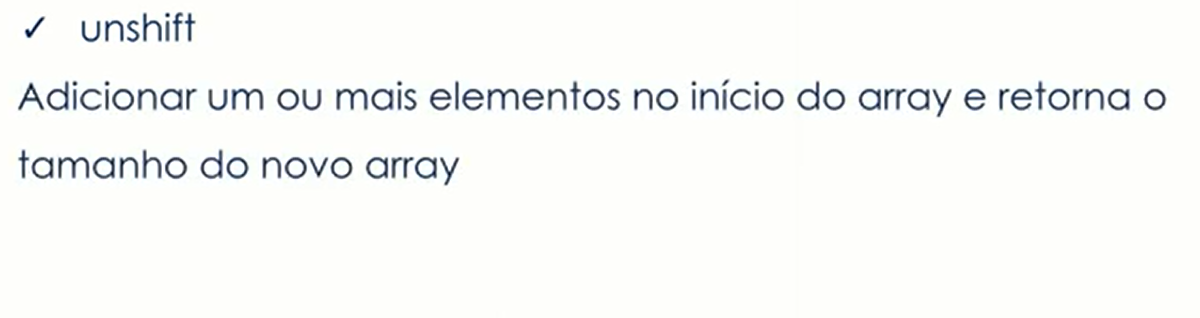 ✓ unshift
Adicionar um ou mais elementos no início do array e retorna o
tamanho do novo array